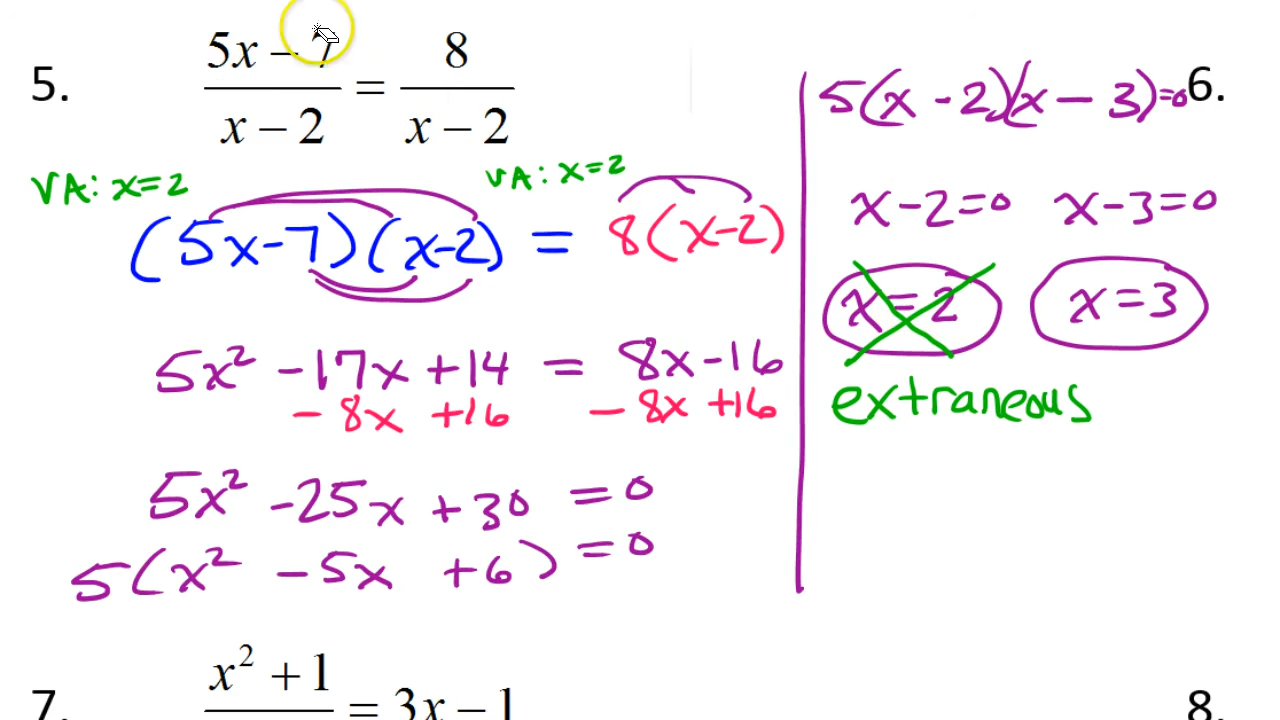 5.
5x – 7 / x – 2 = 8 / x – 2
VA: x=2 VA: x=2
(5x-7)(x-2) = 8(x-2)
5x² -17x +14 = 8x-16
- 8x +16 - 8x +16
5x² -25x +30 = 0
5(x² -5x +6) = 0
5(x -2)(x - 3)=0
x-2=0 x-3=0
x=2 x=3
extraneous
6.
7.
x² + 1 = 3x – 1
8.